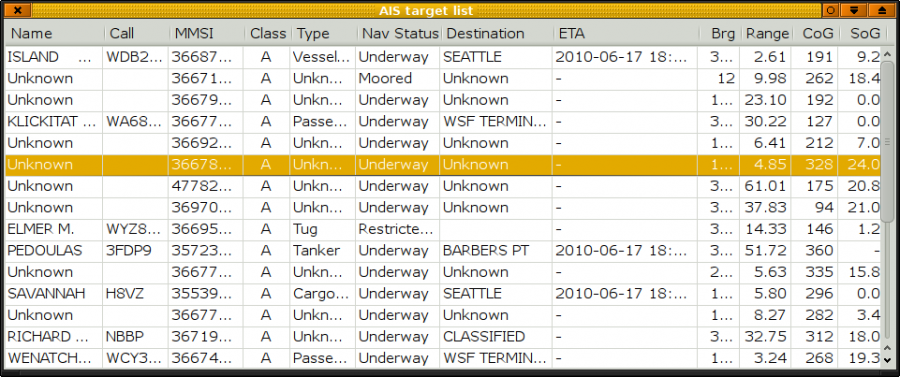 AIS target list
Name Call MMSI Class Type Nav Status Destination ETA Brg Range CoG SoG
ISLAND ... WDB2... 36687... A Vessel... Underway SEATTLE 2010-06-17 18:... 3... 2.61 191 9.2
Unknown 36671... A Unkn... Moored Unknown - 12 9.98 262 18.4
Unknown 36679... A Unkn... Underway Unknown - 1... 23.10 192 0.0
KLICKITAT ... WA68... 36677... A Passe... Underway WSF TERMIN... - 3... 30.22 127 0.0
Unknown 36692... A Unkn... Underway Unknown - 1... 6.41 212 7.0
Unknown 36678... A Unkn... Underway Unknown - 1... 4.85 328 24.0
Unknown 47782... A Unkn... Underway Unknown - 3... 61.01 175 20.8
Unknown 36970... A Unkn... Underway Unknown - 3... 37.83 94 21.0
ELMER M. WYZ8... 36695... A Tug Restricte... - 3... 14.33 146 1.2
PEDOULAS 3FDP9 35723... A Tanker Underway BARBERS PT 2010-06-17 18:... 3... 51.72 360 -
Unknown 36677... A Unkn... Underway Unknown - 2... 5.63 335 15.8
SAVANNAH H8VZ 35539... A Cargo... Underway SEATTLE 2010-06-17 18:... 1... 5.80 296 0.0
Unknown 36677... A Unkn... Underway Unknown - 1... 8.27 282 3.4
RICHARD ... NBBP 36719... A Unkn... Underway CLASSIFIED - 3... 32.75 312 18.0
WENATCH... WCY3... 36674... A Passe... Underway WSF TERMIN... - 1... 3.24 268 19.3